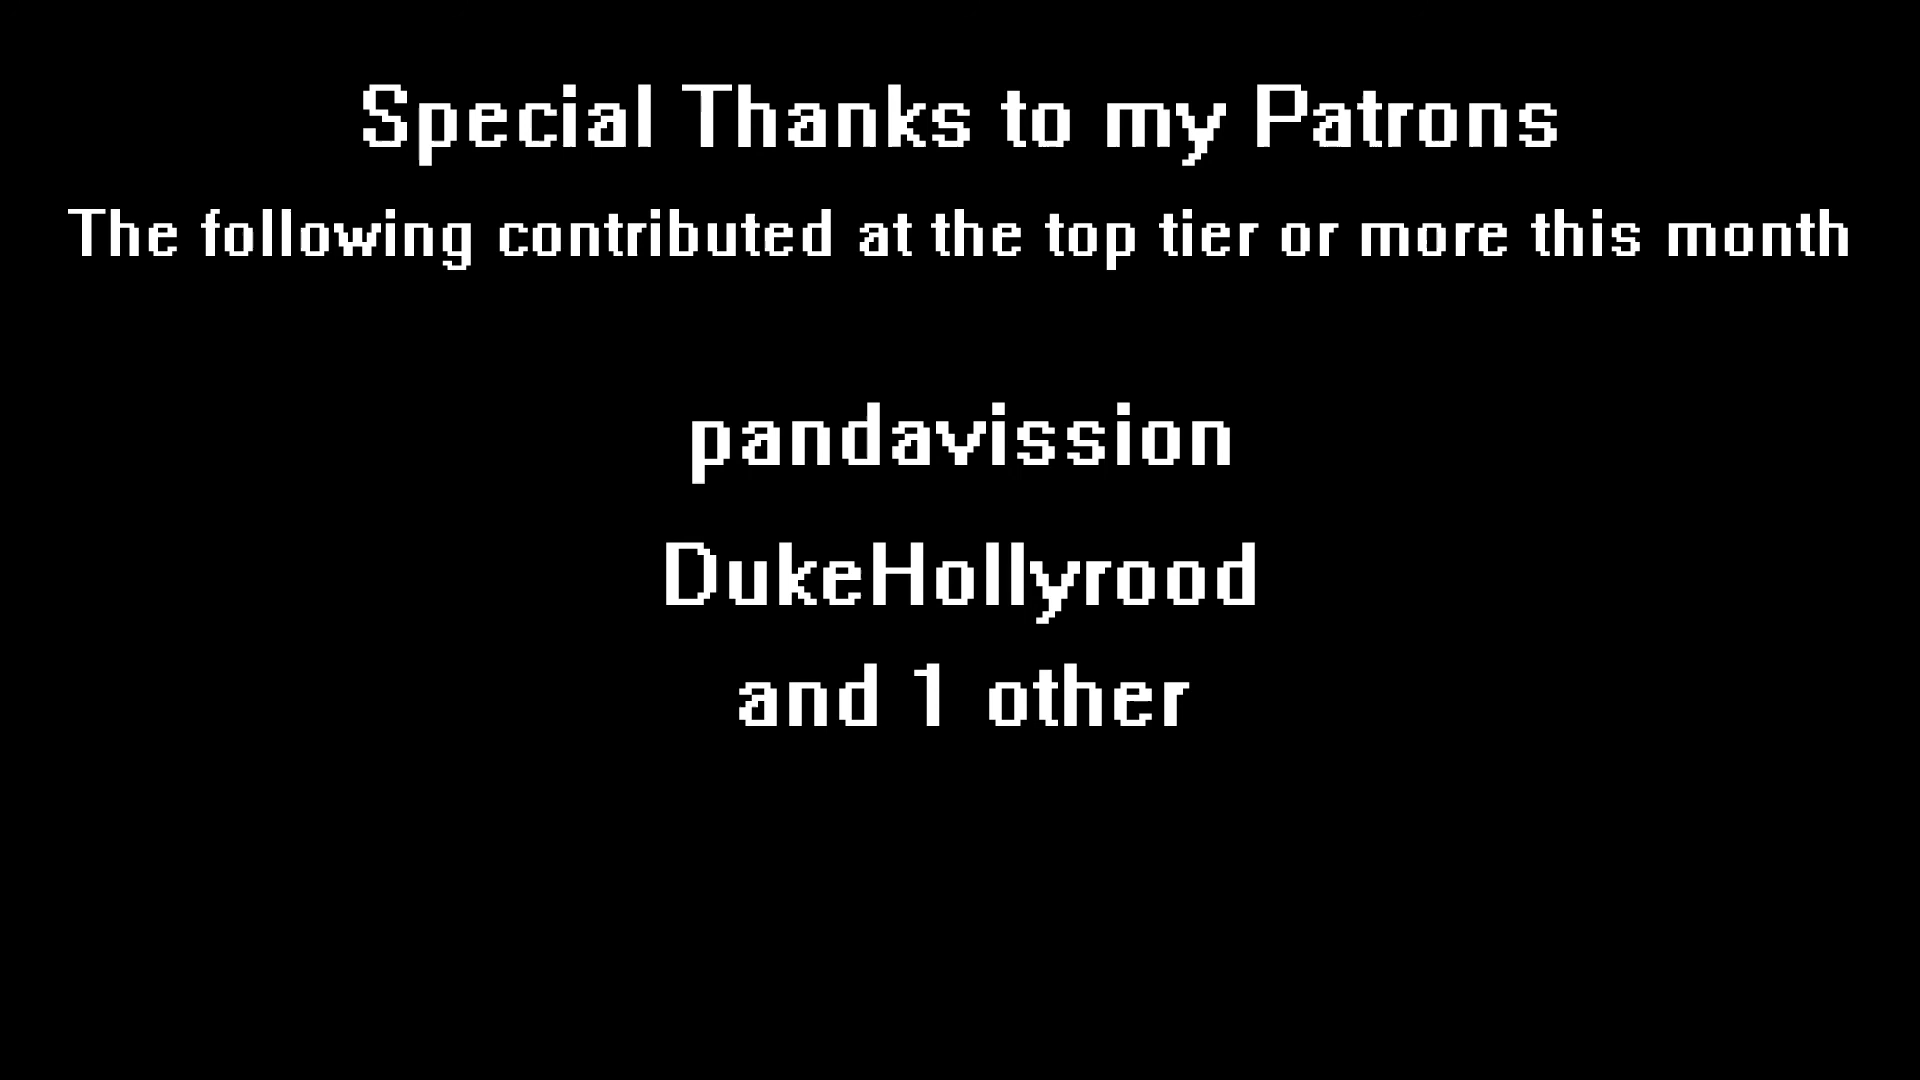 Special Thanks to my Patrons
The following contributed at the top tier or more this month
pandavission
DukeHollyrood
and 1 other